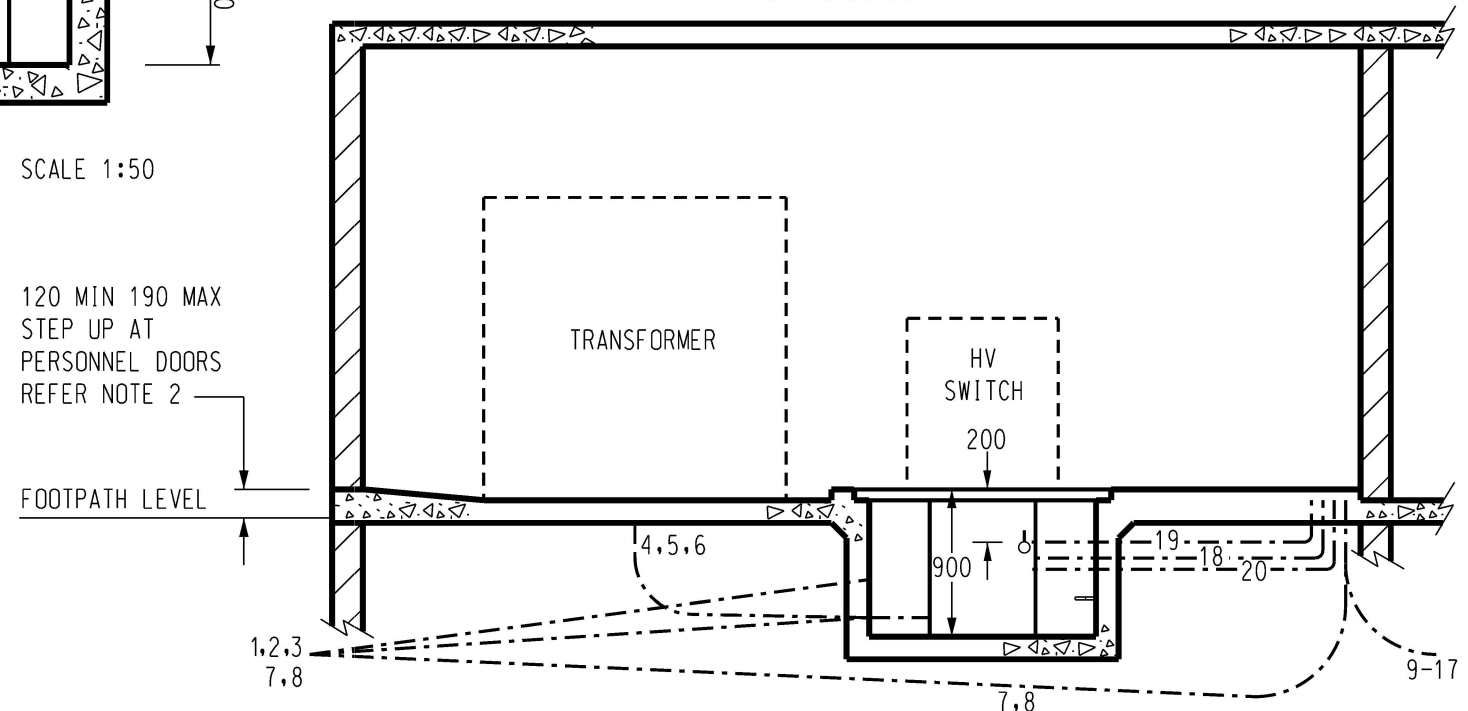 SCALE 1:50
120 MIN 190 MAX
STEP UP AT
PERSONNEL DOORS
REFER NOTE 2
FOOTPATH LEVEL
TRANSFORMER
HV
SWITCH
200
900
4,5,6
19
18
20
1,2,3
7,8
7,8
9-17